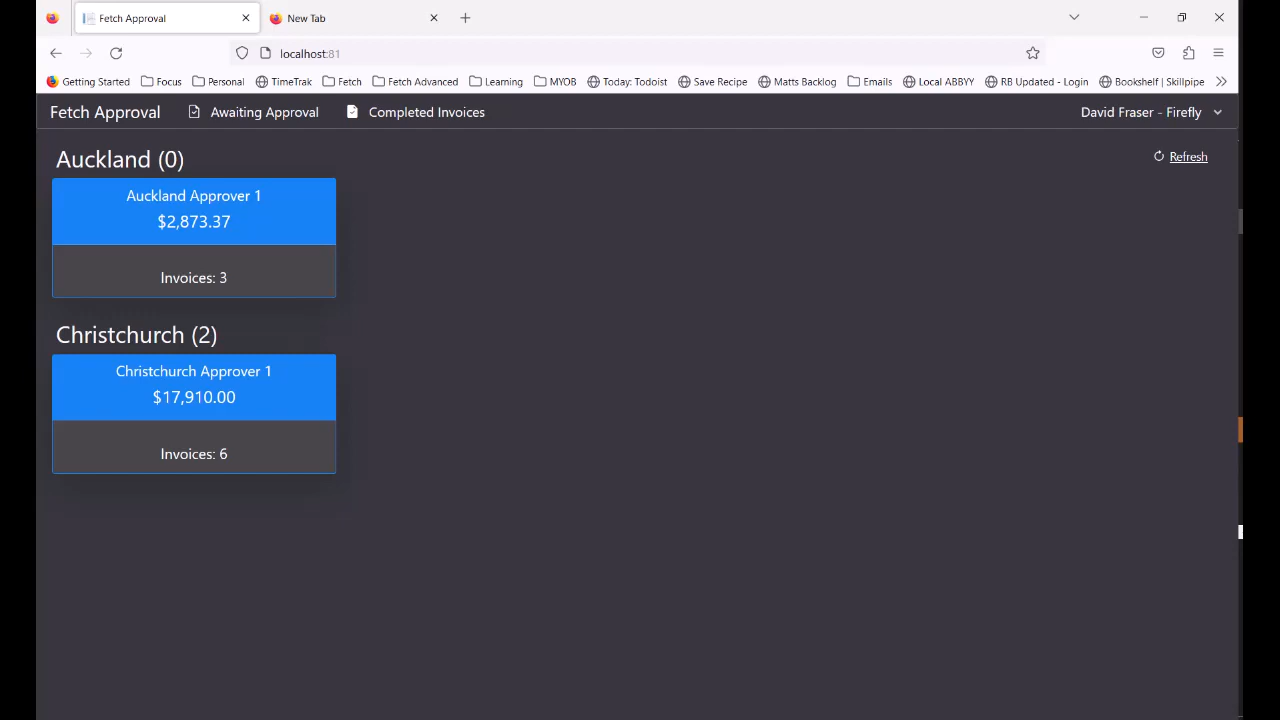 Fetch Approval
New Tab
localhost:81
Getting Started Focus Personal TimeTrak Fetch Fetch Advanced Learning MYOB Today: Todoist Save Recipe Matts Backlog Emails Local ABBYY RB Updated - Login Bookshelf | Skillpipe
Fetch Approval Awaiting Approval Completed Invoices David Fraser - Firefly
Auckland (0)
Refresh
Auckland Approver 1
$2,873.37
Invoices: 3
Christchurch (2)
Christchurch Approver 1
$17,910.00
Invoices: 6